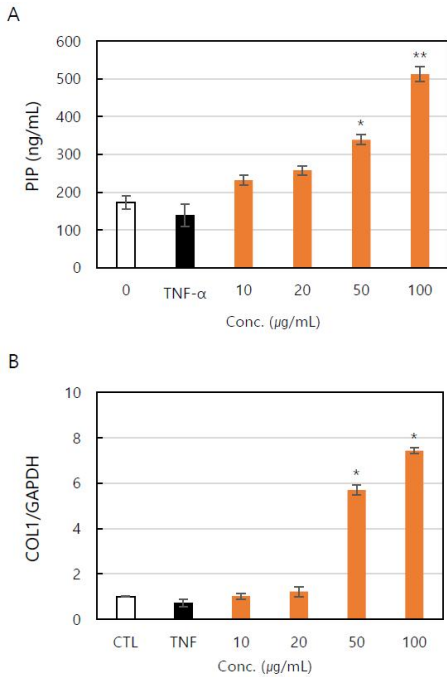 A
600
500
400
300
200
100
0
PIP (ng/mL)
*
**
0 TNF-α 10 20 50 100
Conc. (μg/mL)
B
10
8
6
4
2
0
COL1/GAPDH
*
*
CTL TNF 10 20 50 100
Conc. (μg/mL)